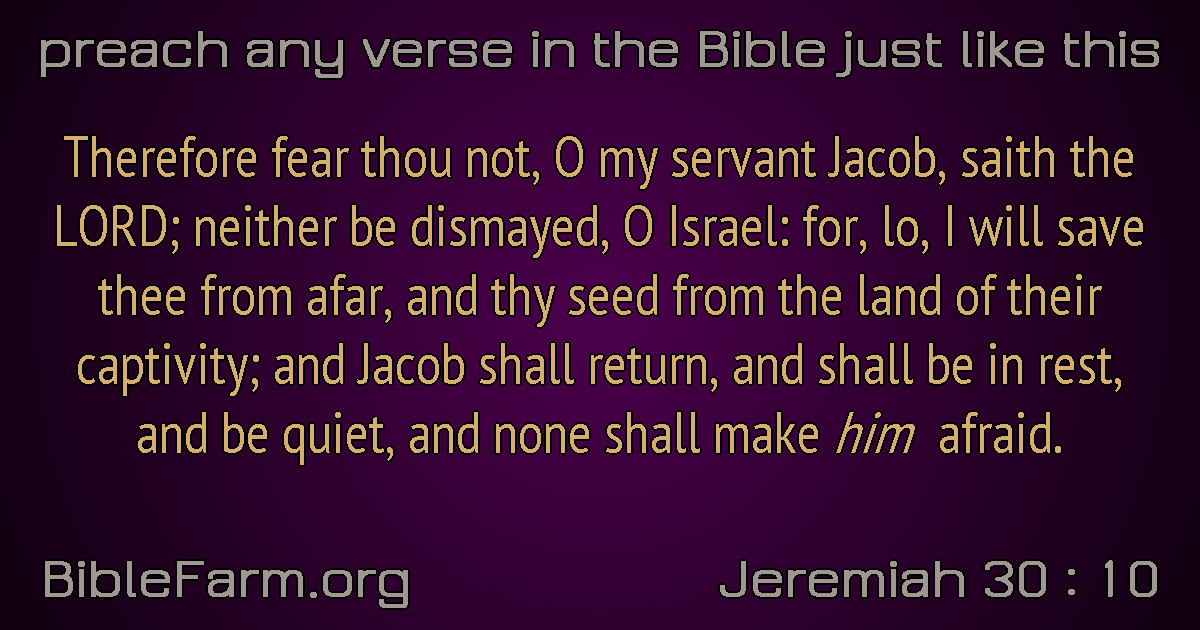 preach any verse in the Bible just like this
Therefore fear thou not, O my servant Jacob, saith the
LORD; neither be dismayed, O Israel: for, lo, I will save
thee from afar, and thy seed from the land of their
captivity; and Jacob shall return, and shall be in rest,
and be quiet, and none shall make him afraid.
BibleFarm.org
Jeremiah 30 : 10